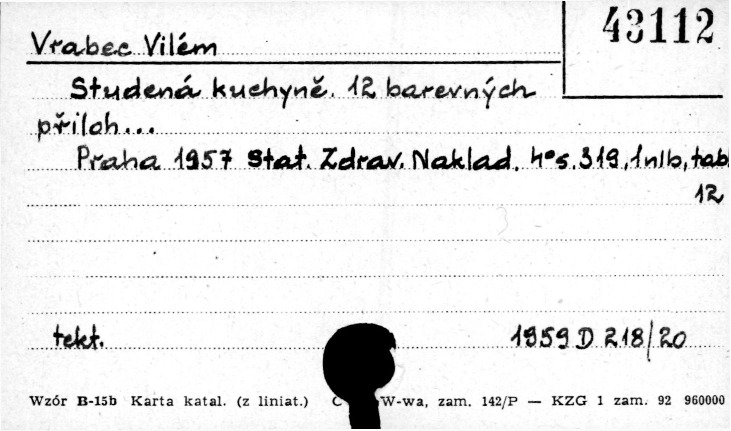 43112
Vrabec Vilém
Studená kuchyně. 12 barevných
příloh...
Praha 1957 Stat. Zdrav. Naklad. 4°s. 319, 1nlb, tabl
12
tekt. 1959 D 218/20
Wzór B-15b Karta katal. (z liniat.) C W-wa, zam. 142/P — KZG 1 zam. 92 960000